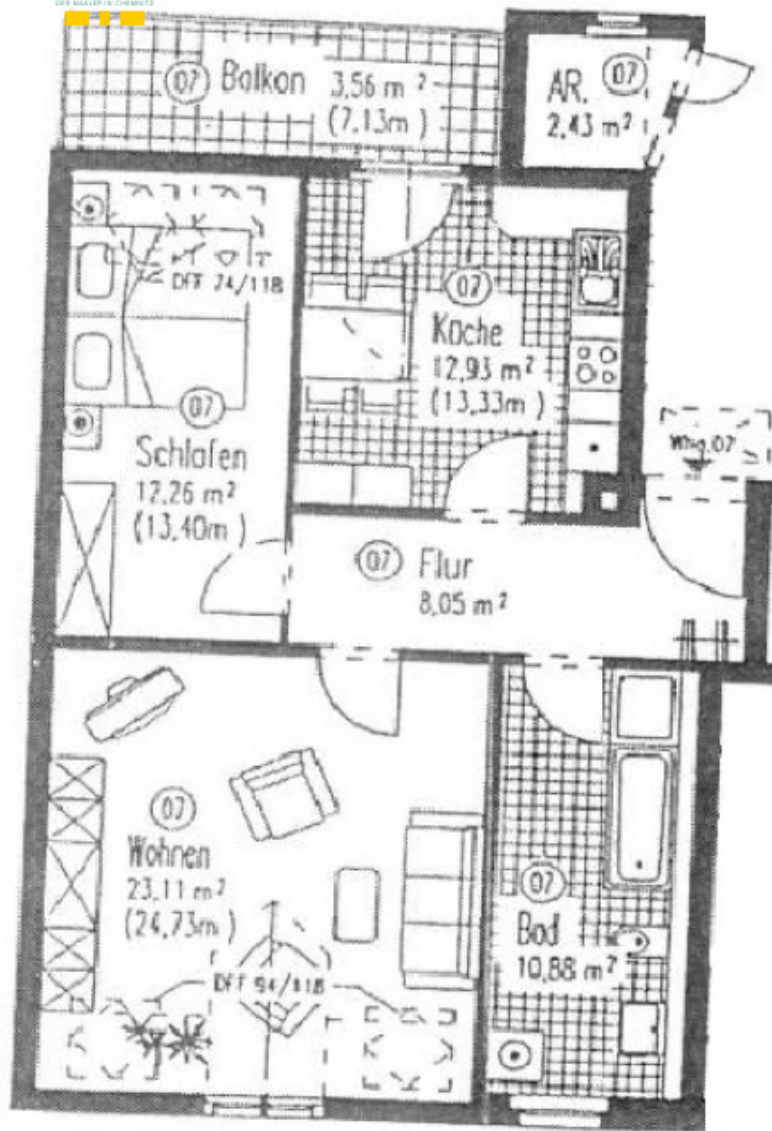 DER MAKLER IN CHEMNITZ
07 Balkon 3,56 m²
(7,13m )
AR. 07
2,43 m²
DFF 74/118
07
Küche
12,93 m²
(13,33m )
07
Schlafen
12,26 m²
(13,40m )
Whg.07
07 Flur
8,05 m²
07
Wohnen
23,11 m²
(24,73m )
DFF 94/118
07
Bad
10,88 m²